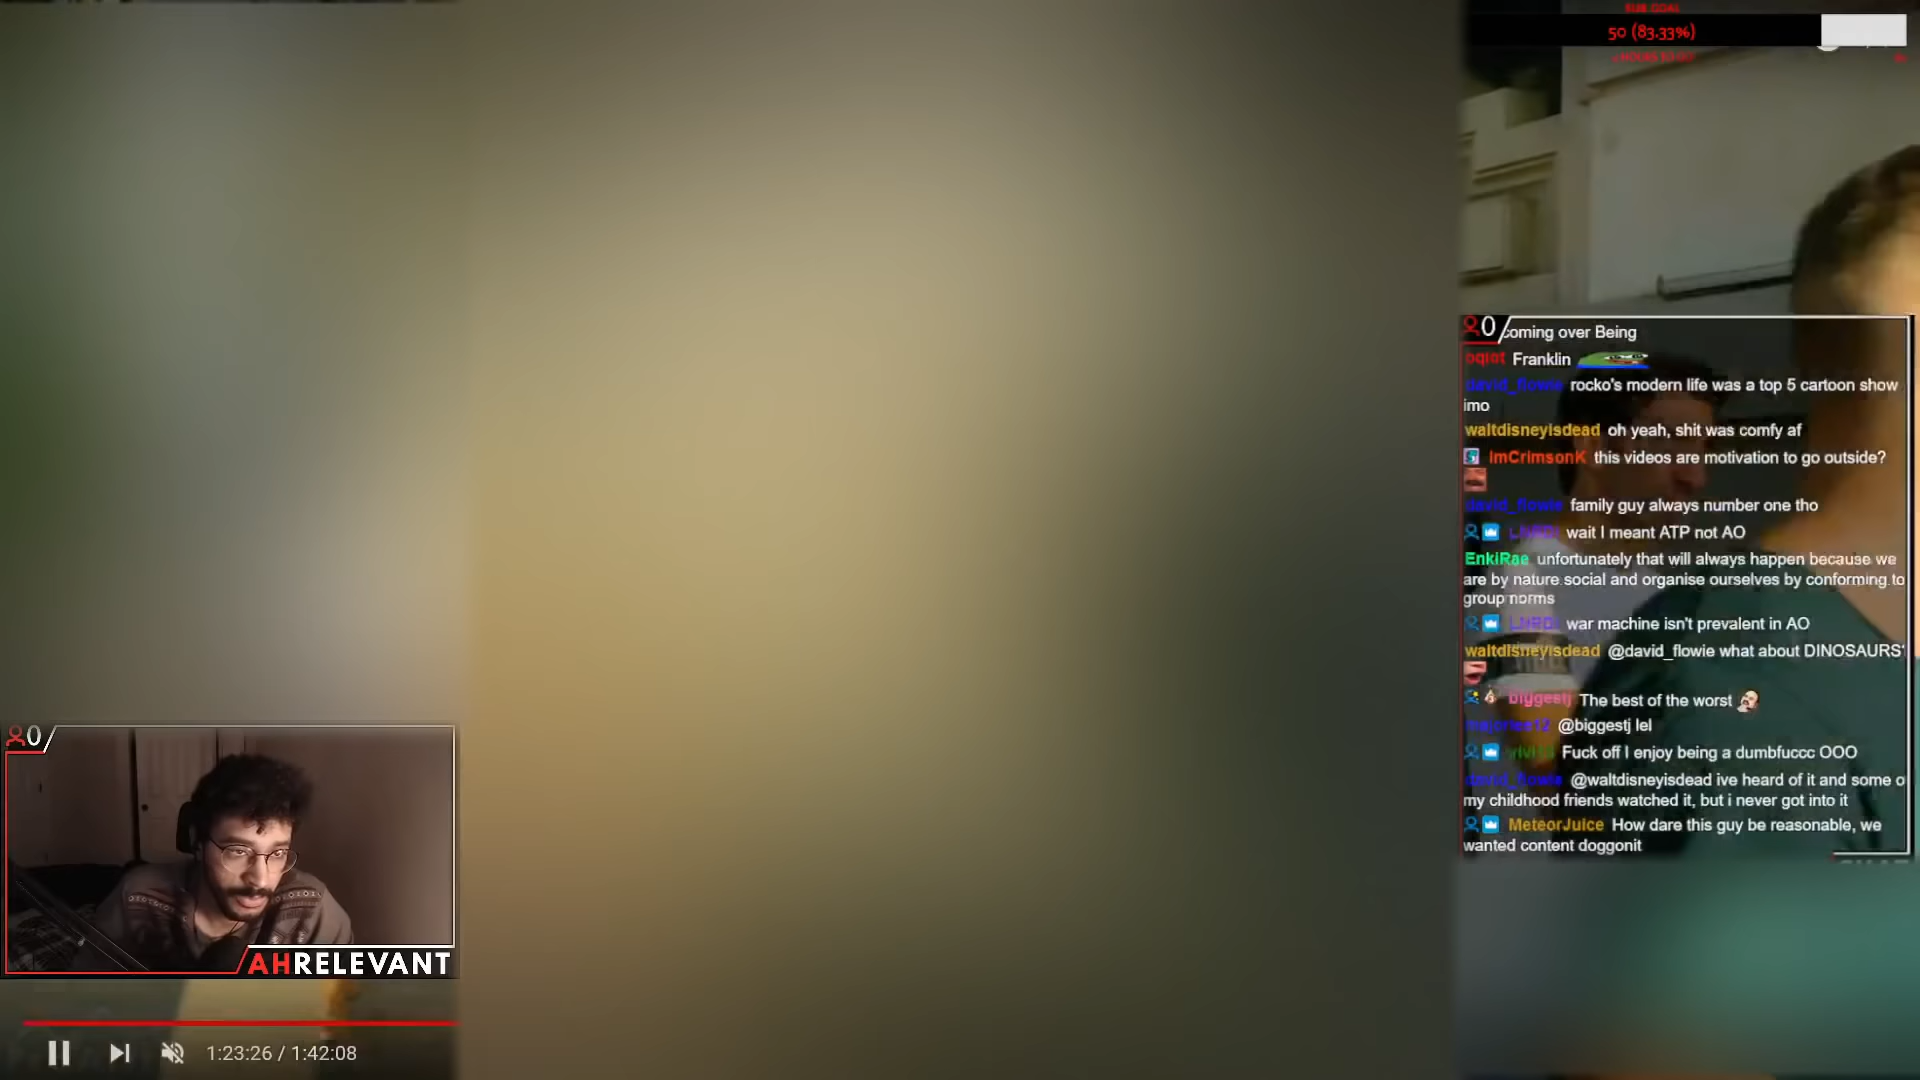 SUB GOAL
50 (83.33%)
0
coming over Being
Franklin
david_flowie rocko's modern life was a top 5 cartoon show
imo
waltdisneyisdead oh yeah, shit was comfy af
ImCrimsonK this videos are motivation to go outside?
david_flowie family guy always number one tho
wait I meant ATP not AO
EnkiRae unfortunately that will always happen because we
are by nature social and organise ourselves by conforming to
group norms
war machine isn't prevalent in AO
waltdisneyisdead @david_flowie what about DINOSAURS
biggestj The best of the worst
@biggestj lel
Fuck off I enjoy being a dumbfuccc OOO
david_flowie @waltdisneyisdead ive heard of it and some o
my childhood friends watched it, but i never got into it
MeteorJuice How dare this guy be reasonable, we
wanted content doggonit
0
AHRELEVANT
1:23:26 / 1:42:08